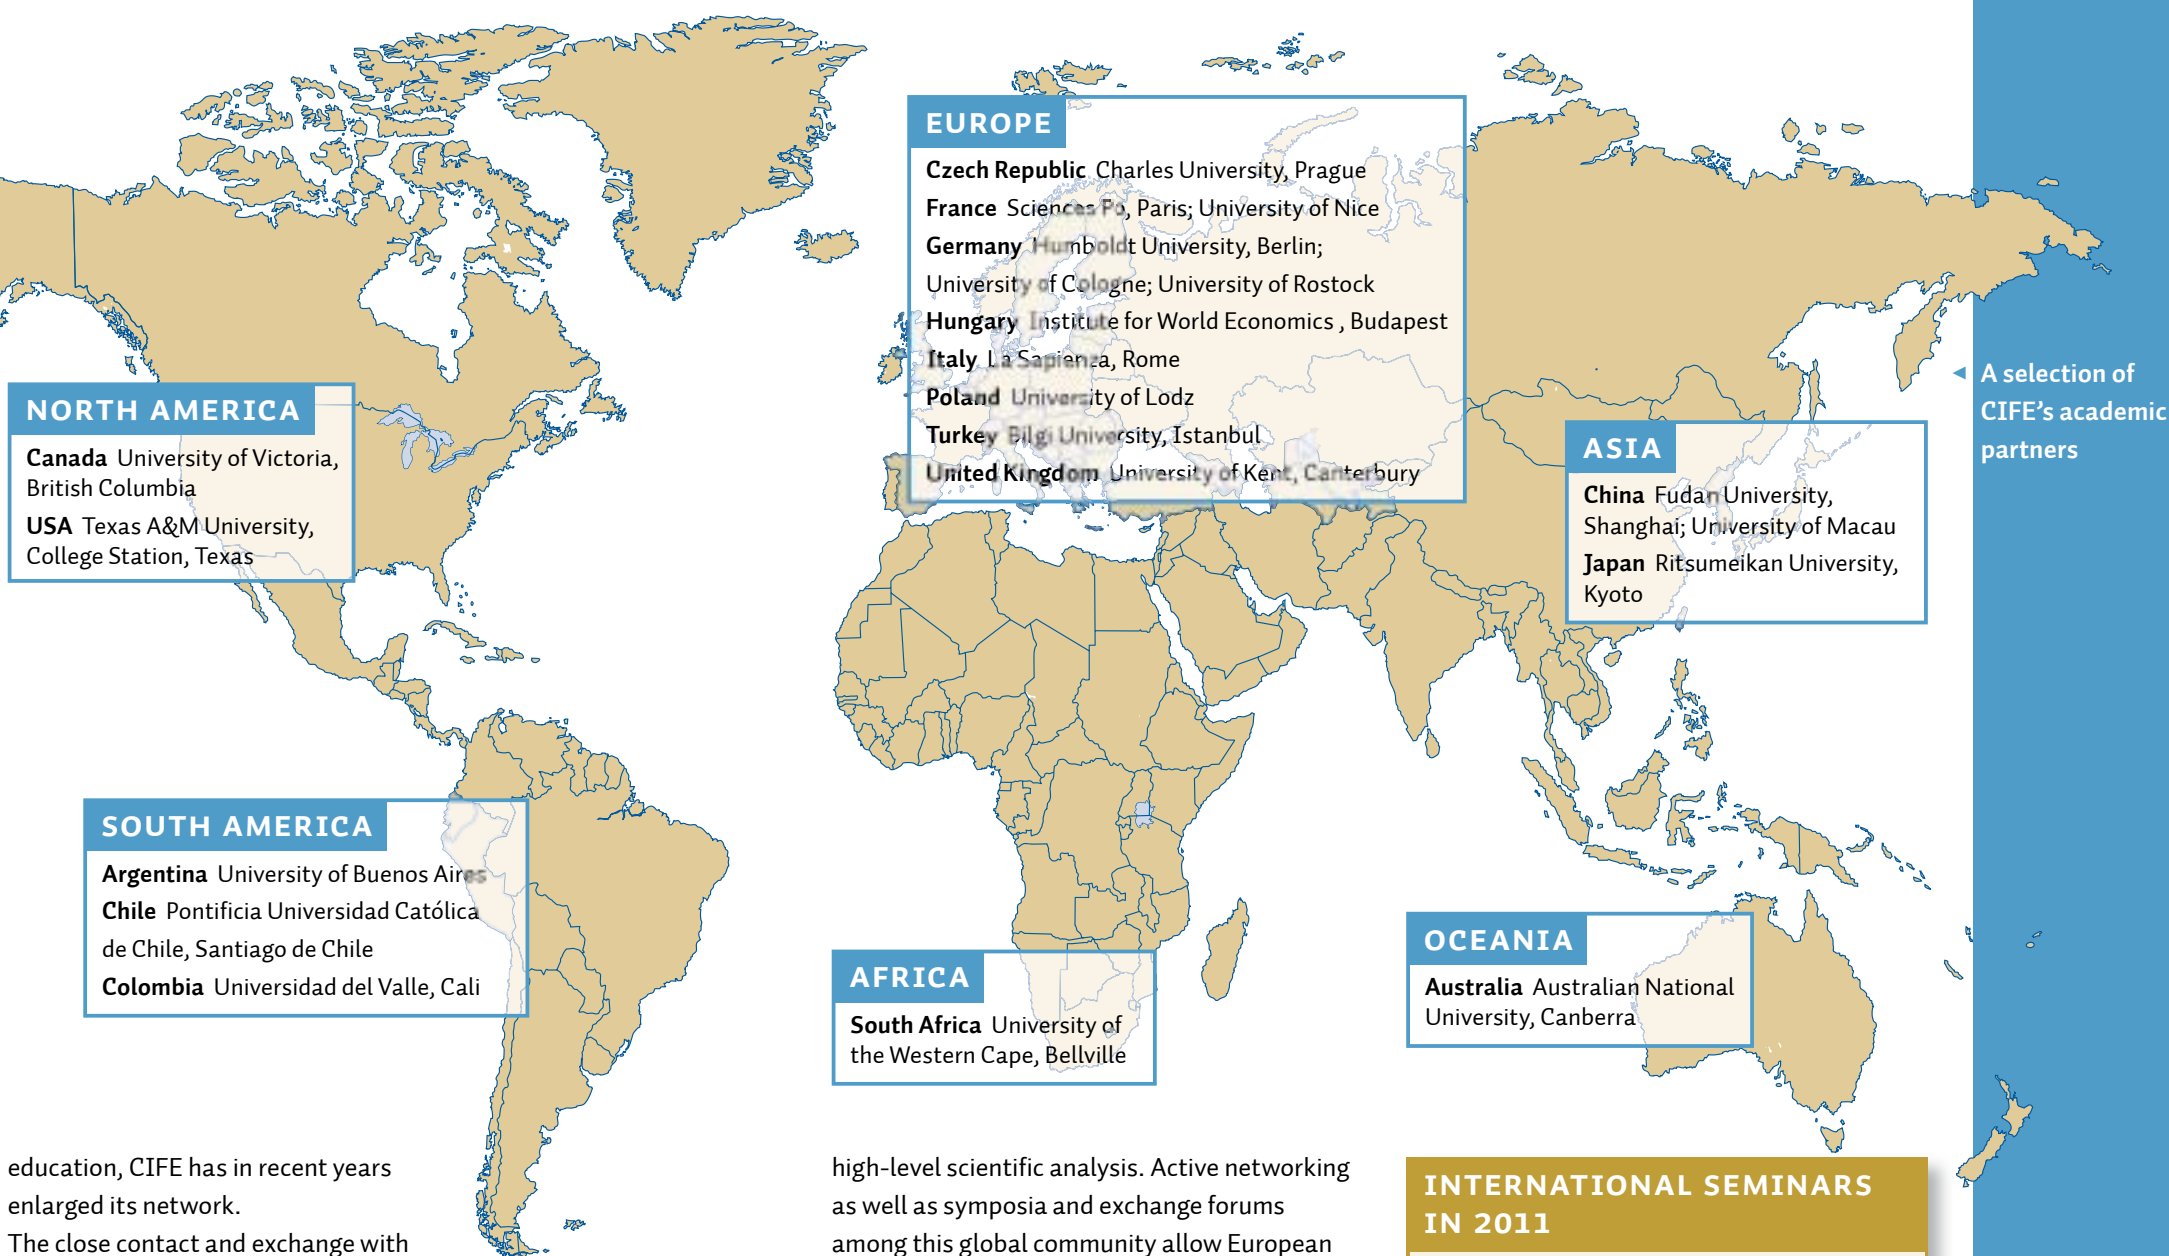 EUROPE
Czech Republic Charles University, Prague
France Sciences Po, Paris; University of Nice
Germany Humboldt University, Berlin;
University of Cologne; University of Rostock
Hungary Institute for World Economics , Budapest
Italy La Sapienza, Rome
Poland University of Lodz
Turkey Bilgi University, Istanbul
United Kingdom University of Kent, Canterbury
◄ A selection of
CIFE’s academic
partners
NORTH AMERICA
Canada University of Victoria,
British Columbia
USA Texas A&M University,
College Station, Texas
ASIA
China Fudan University,
Shanghai; University of Macau
Japan Ritsumeikan University,
Kyoto
SOUTH AMERICA
Argentina University of Buenos Aires
Chile Pontificia Universidad Católica
de Chile, Santiago de Chile
Colombia Universidad del Valle, Cali
AFRICA
South Africa University of
the Western Cape, Bellville
OCEANIA
Australia Australian National
University, Canberra
education, CIFE has in recent years
enlarged its network.
The close contact and exchange with
high-level scientific analysis. Active networking
as well as symposia and exchange forums
among this global community allow European
INTERNATIONAL SEMINARS
IN 2011